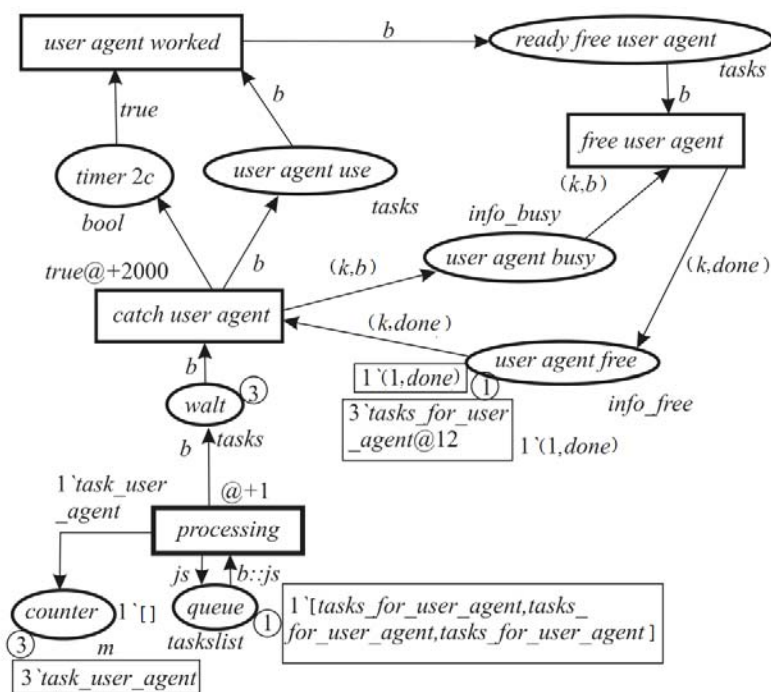 b
user agent worked
ready free user agent
tasks
b
b
true
free user agent
timer 2c
user agent use
(k,b)
bool
tasks
info_busy
user agent busy
true@+2000
b
(k,b)
(k,done)
catch user agent
(k,done)
user agent free
b
1`(1,done)
1
info_free
walt
3
3`tasks_for_user
_agent@12
1`(1,done)
b
tasks
1`task_user
_agent
@+1
processing
js
b::js
counter
1`[]
queue
1
1`[tasks_for_user_agent,tasks_
for_user_agent,tasks_for_user_agent]
3
m
taskslist
3`task_user_agent